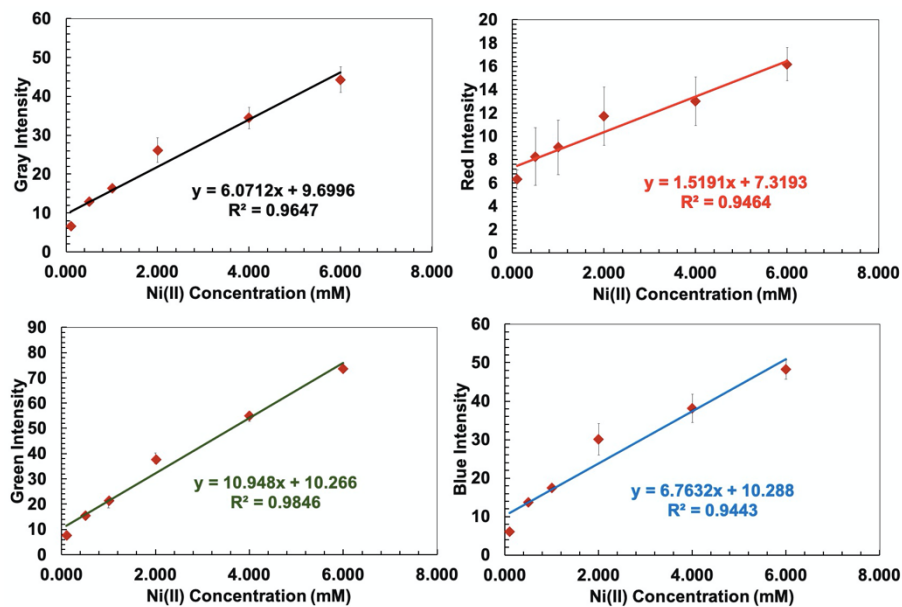 60
50
40
30
20
10
0
Gray Intensity
y = 6.0712x + 9.6996
R² = 0.9647
0.000 2.000 4.000 6.000 8.000
Ni(II) Concentration (mM)
20
18
16
14
12
10
8
6
4
2
0
Red Intensity
y = 1.5191x + 7.3193
R² = 0.9464
0.000 2.000 4.000 6.000 8.000
Ni(II) Concentration (mM)
90
80
70
60
50
40
30
20
10
0
Green Intensity
y = 10.948x + 10.266
R² = 0.9846
0.000 2.000 4.000 6.000 8.000
Ni(II) Concentration (mM)
60
50
40
30
20
10
0
Blue Intensity
y = 6.7632x + 10.288
R² = 0.9443
0.000 2.000 4.000 6.000 8.000
Ni(II) Concentration (mM)